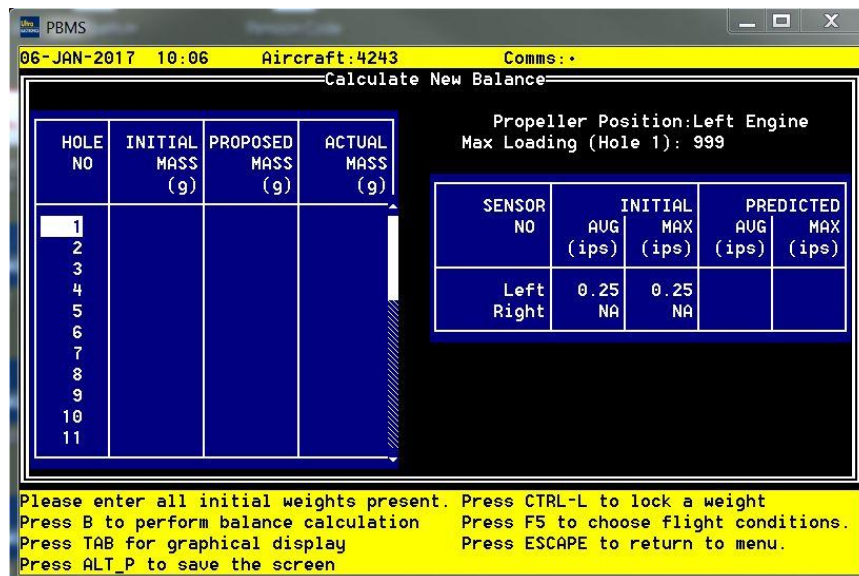 PBMS
06-JAN-2017 10:06 Aircraft:4243 Comms:·
Calculate New Balance
HOLE NO INITIAL MASS (g) PROPOSED MASS (g) ACTUAL MASS (g)
1
2
3
4
5
6
7
8
9
10
11
Propeller Position:Left Engine
Max Loading (Hole 1): 999
SENSOR NO INITIAL PREDICTED
AVG (ips) MAX (ips) AVG (ips) MAX (ips)
Left 0.25 0.25
Right NA NA
Please enter all initial weights present. Press CTRL-L to lock a weight
Press B to perform balance calculation Press F5 to choose flight conditions.
Press TAB for graphical display Press ESCAPE to return to menu.
Press ALT_P to save the screen